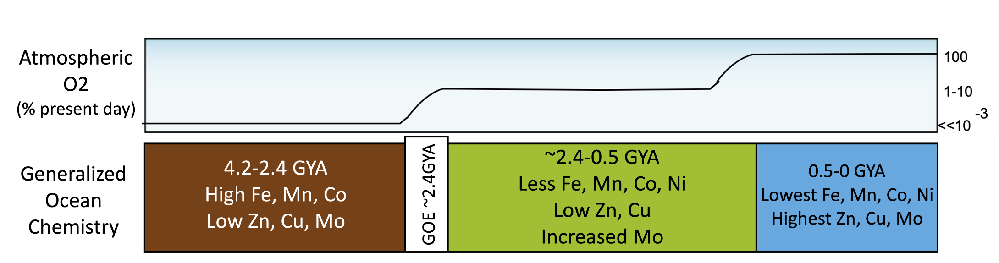 Atmospheric
O2
(% present day)
100
1-10
<<10 -3
Generalized
Ocean
Chemistry
4.2-2.4 GYA
High Fe, Mn, Co
Low Zn, Cu, Mo
GOE ~2.4GYA
~2.4-0.5 GYA
Less Fe, Mn, Co, Ni
Low Zn, Cu
Increased Mo
0.5-0 GYA
Lowest Fe, Mn, Co, Ni
Highest Zn, Cu, Mo